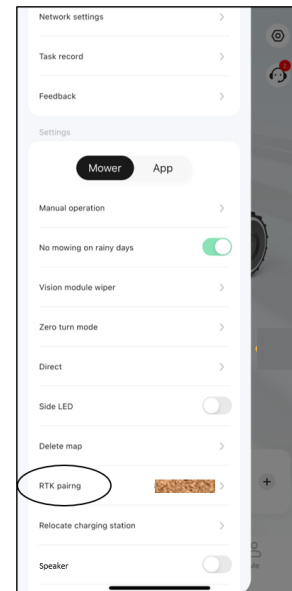 Network settings
Task record
Feedback
Settings
Mower App
Manual operation
No mowing on rainy days
Vision module wiper
Zero turn mode
Direct
Side LED
Delete map
RTK pairng
Relocate charging station
Speaker